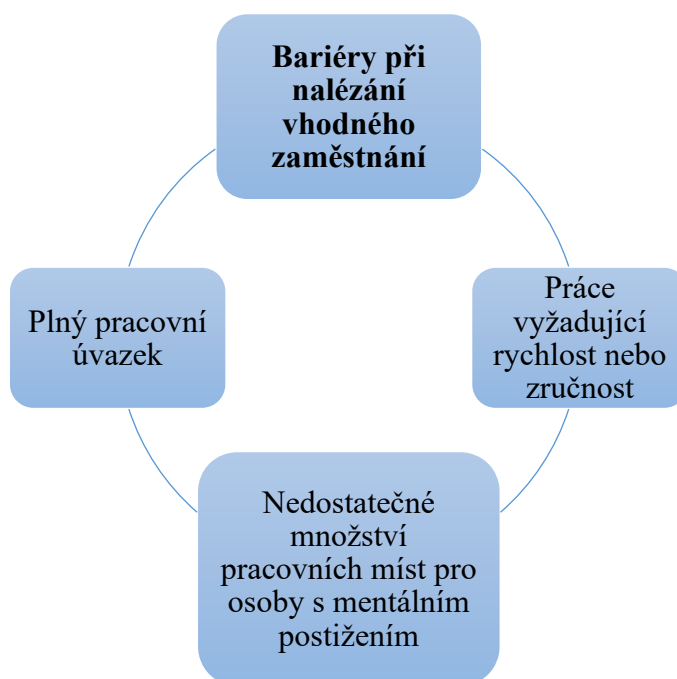 Bariéry při
nalézání
vhodného
zaměstnání
Plný pracovní
úvazek
Práce
vyžadující
rychlost nebo
zručnost
Nedostatečné
množství
pracovních míst pro
osoby s mentálním
postižením